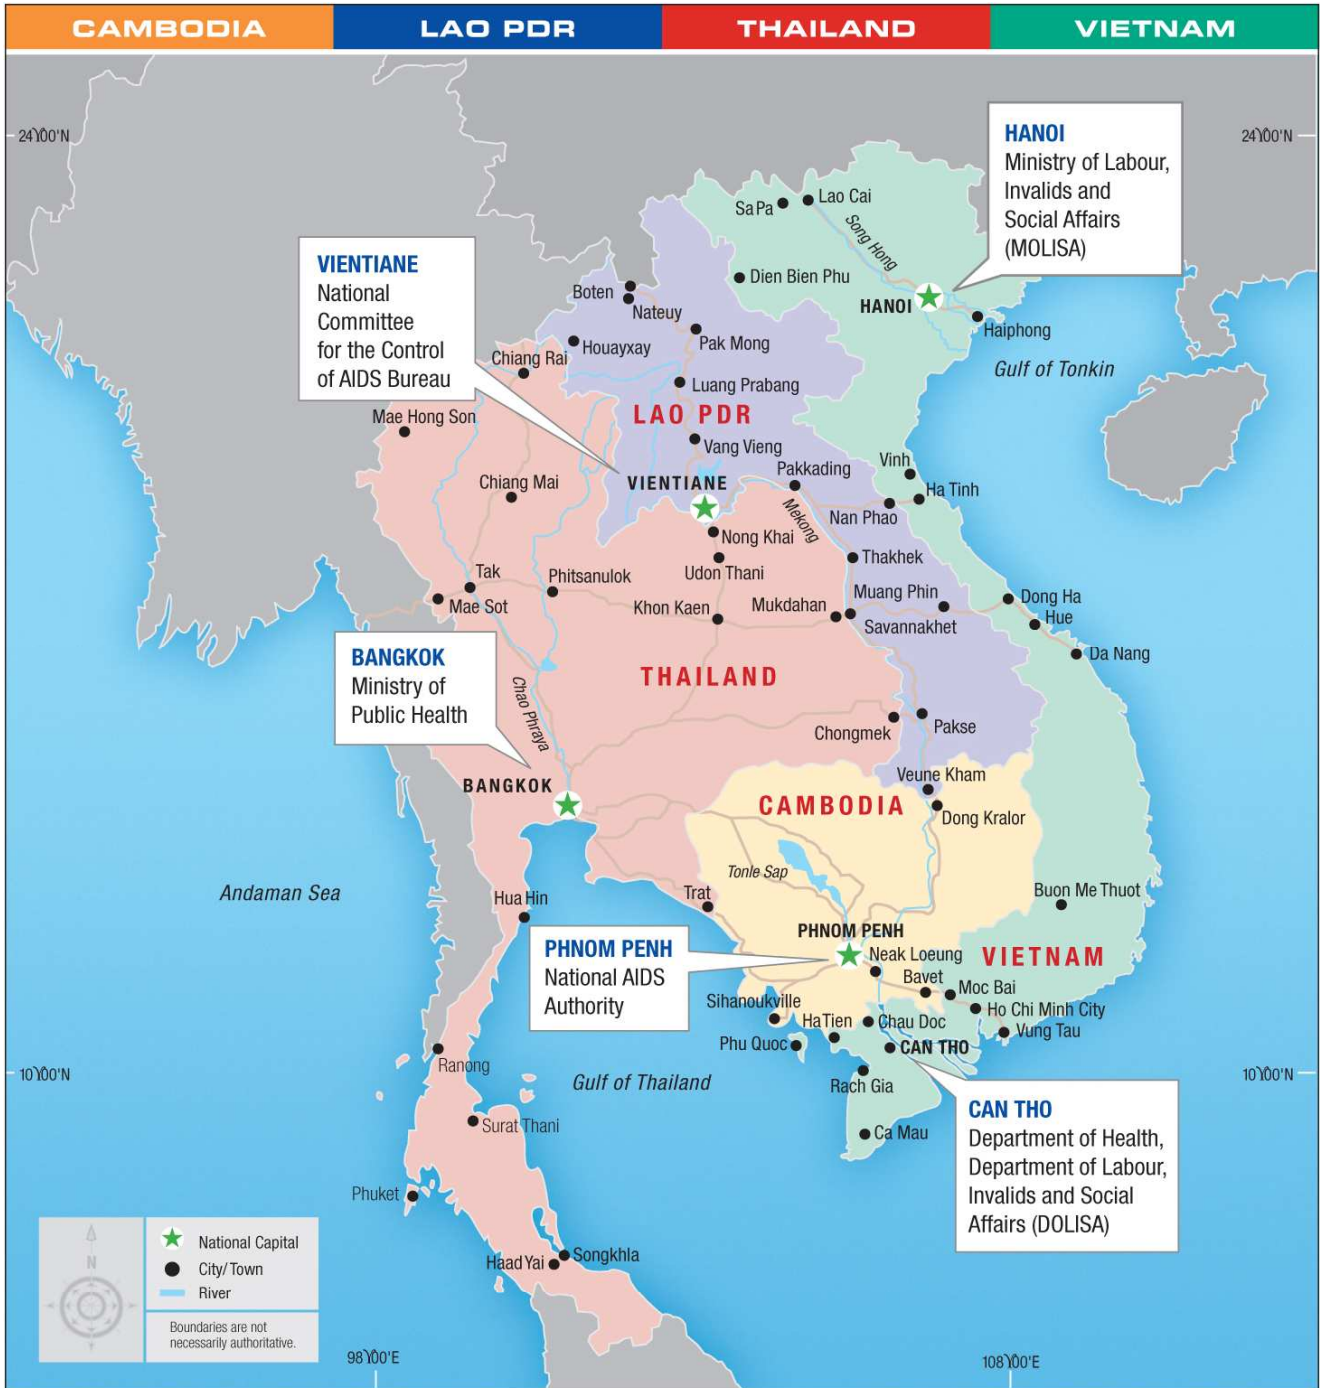 CAMBODIA
LAO PDR
THAILAND
VIETNAM
24°00'N
24°00'N
HANOI
Ministry of Labour,
Invalids and
Social Affairs
(MOLISA)
Lao Cai
Sa Pa
Song Hong
VIENTIANE
National
Committee
for the Control
of AIDS Bureau
Dien Bien Phu
Boten
HANOI
Nateuy
Haiphong
Pak Mong
Houayxay
Chiang Rai
Gulf of Tonkin
Luang Prabang
LAO PDR
Mae Hong Son
Vang Vieng
Vinh
Pakkading
VIENTIANE
Chiang Mai
Ha Tinh
Nan Phao
Mekong
Nong Khai
Thakhek
Udon Thani
Tak
Phitsanulok
Muang Phin
Dong Ha
Mae Sot
Khon Kaen
Mukdahan
Hue
Savannakhet
Da Nang
BANGKOK
Ministry of
Public Health
THAILAND
Chao Phraya
Chongmek
Pakse
Veune Kham
BANGKOK
CAMBODIA
Dong Kralor
Tonle Sap
Andaman Sea
Buon Me Thuot
Trat
Hua Hin
PHNOM PENH
PHNOM PENH
National AIDS
Authority
Neak Loeung
VIETNAM
Bavet
Moc Bai
Sihanoukville
Ho Chi Minh City
Ha Tien
Chau Doc
Vung Tau
Phu Quoc
CAN THO
Ranong
10°00'N
10°00'N
Gulf of Thailand
Rach Gia
CAN THO
Department of Health,
Department of Labour,
Invalids and Social
Affairs (DOLISA)
Surat Thani
Ca Mau
Phuket
National Capital
City/Town
River
N
Boundaries are not
necessarily authoritative.
Songkhla
Haad Yai
98°00'E
108°00'E